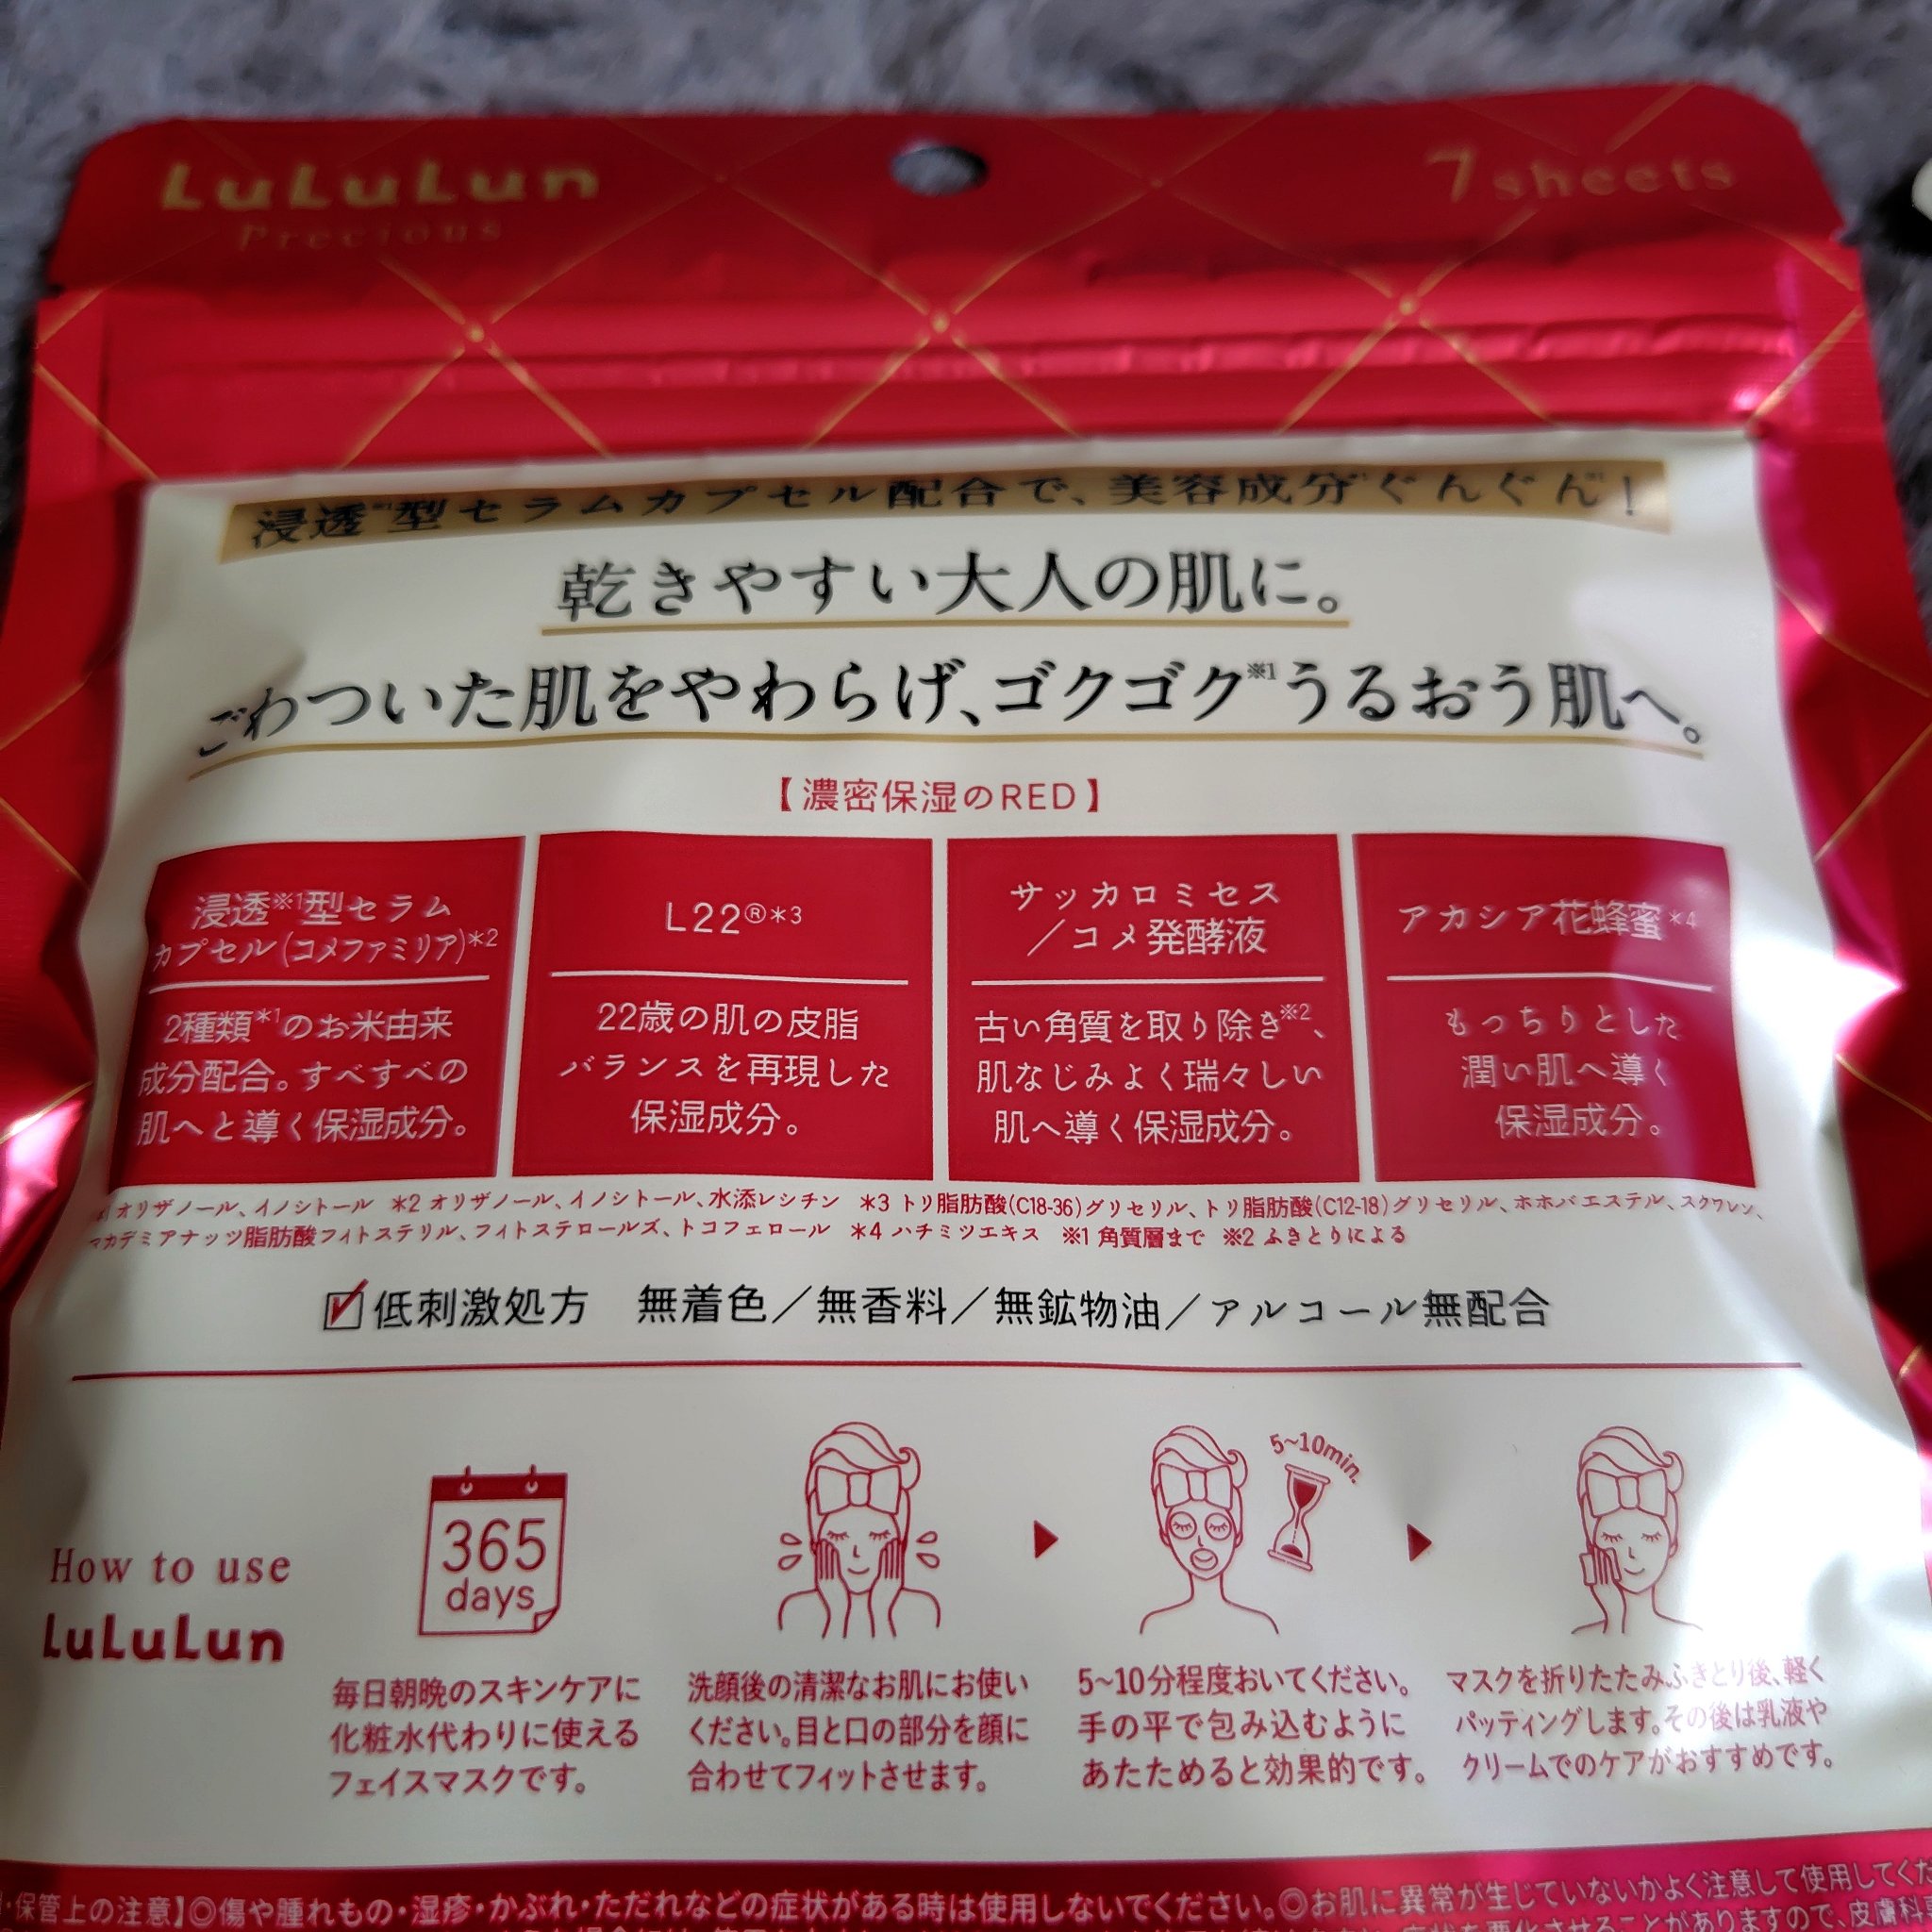 LuLuLun
Precious
7 sheets
浸透※1型セラムカプセル配合で、美容成分ぐんぐん!
乾きやすい大人の肌に。
ごわついた肌をやわらげ、ゴクゴク※1うるおう肌へ。
【濃密保湿のRED】
浸透※1型セラム
カプセル(コメファミリア)*2
2種類*1のお米由来
成分配合。すべすべの
肌へと導く保湿成分。
L22®*3
22歳の肌の皮脂
バランスを再現した
保湿成分。
サッカロミセス
/コメ発酵液
古い角質を取り除き※2、
肌なじみよく瑞々しい
肌へ導く保湿成分。
アカシア花蜂蜜*4
もっちりとした
潤い肌へ導く
保湿成分。
*1 オリザノール、イノシトール *2 オリザノール、イノシトール、水添レシチン *3 トリ脂肪酸(C18-36)グリセリル、トリ脂肪酸(C12-18)グリセリル、ホホバエステル、スクワレン、
マカデミアナッツ脂肪酸フィトステリル、フィトステロールズ、トコフェロール *4 ハチミツエキス ※1 角質層まで ※2 ふきとりによる
低刺激処方 無着色/無香料/無鉱物油/アルコール無配合
How to use
LuLuLun
365
days
毎日朝晩のスキンケアに
化粧水代わりに使える
フェイスマスクです。
洗顔後の清潔なお肌にお使い
ください。目と口の部分を顔に
合わせてフィットさせます。
5~10min.
5~10分程度おいてください。
手の平で包み込むように
あたためると効果的です。
マスクを折りたたみふきとり後、軽く
パッティングします。その後は乳液や
クリームでのケアがおすすめです。
・保管上の注意】◎傷や腫れもの・湿疹・かぶれ・ただれなどの症状がある時は使用しないでください。◎お肌に異常が生じていないかよく注意して使用してくだ
症状を悪化させることがありますので、皮膚科